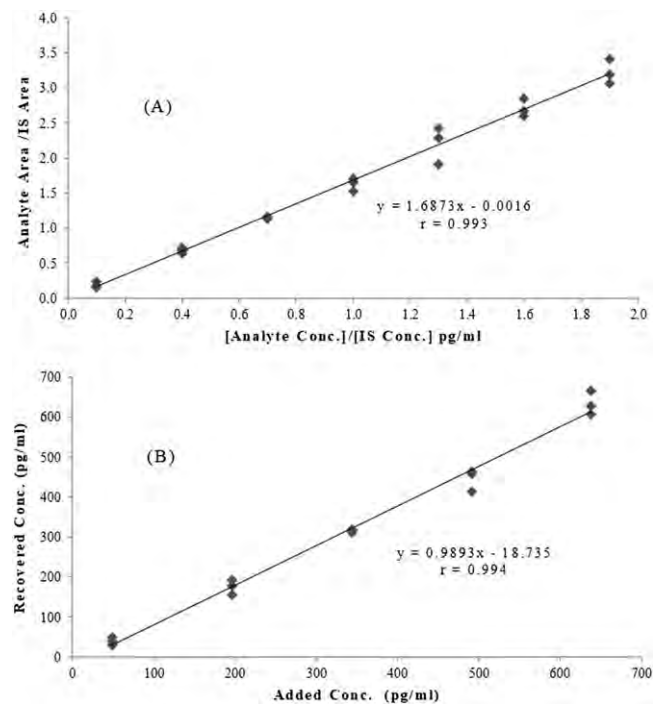 4.0
3.5
3.0
2.5
2.0
1.5
1.0
0.5
0.0
Analyte Area /IS Area
(A)
y = 1.6873x - 0.0016
r = 0.993
0.0 0.2 0.4 0.6 0.8 1.0 1.2 1.4 1.6 1.8 2.0
[Analyte Conc.]/[IS Conc.] pg/ml
700
600
500
400
300
200
100
0
Recovered Conc. (pg/ml)
(B)
y = 0.9893x - 18.735
r = 0.994
0 100 200 300 400 500 600 700
Added Conc. (pg/ml)